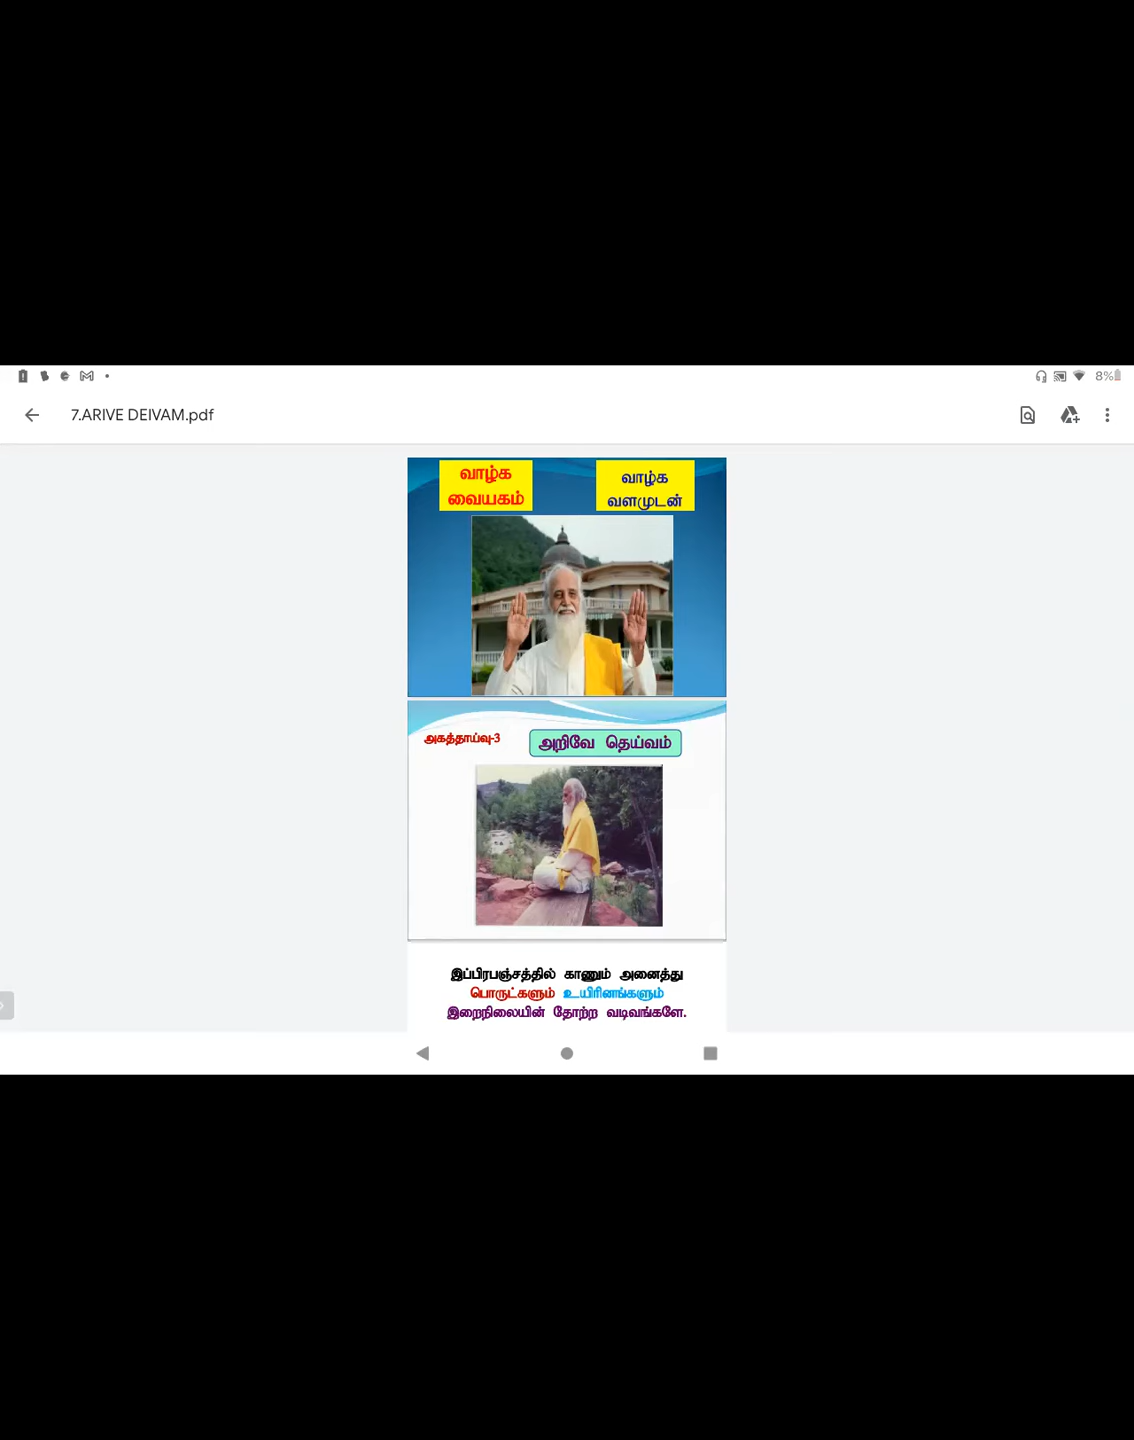 8%
7.ARIVE DEIVAM.pdf
வாழ்க
வையகம்
வாழ்க
வளமுடன்
அகத்தாய்வு-3
அறிவே தெய்வம்
இப்பிரபஞ்சத்தில் காணும் அனைத்து
பொருட்களும் உயிரினங்களும்
இறைநிலையின் தோற்ற வடிவங்களே.